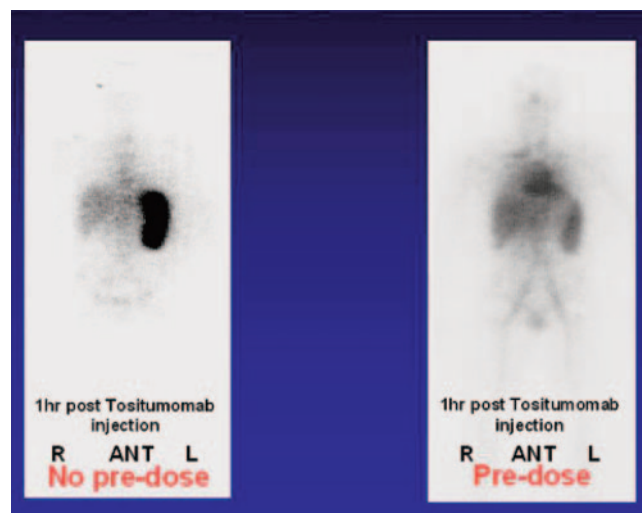 1hr post Tositumomab
injection
R ANT L
No pre-dose
1hr post Tositumomab
injection
R ANT L
Pre-dose